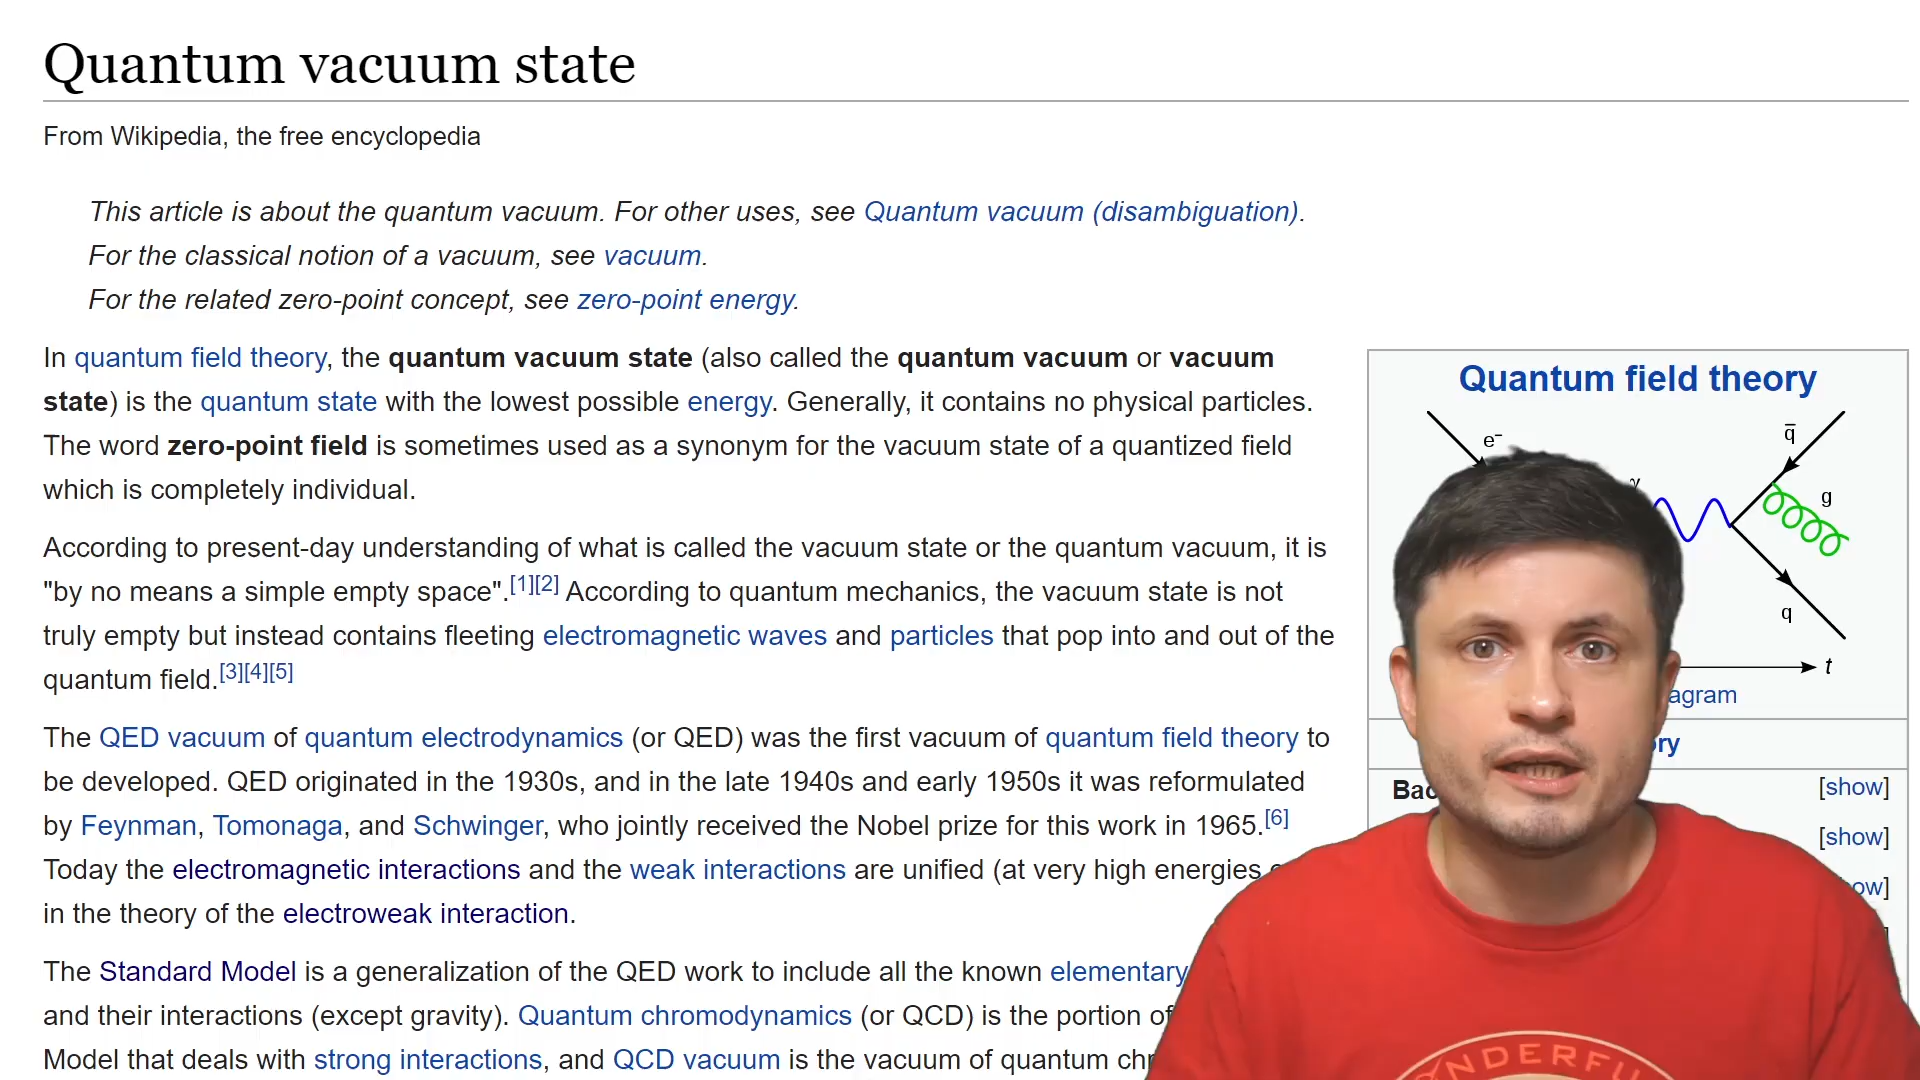 Quantum vacuum state
From Wikipedia, the free encyclopedia
This article is about the quantum vacuum. For other uses, see Quantum vacuum (disambiguation).
For the classical notion of a vacuum, see vacuum.
For the related zero-point concept, see zero-point energy.
In quantum field theory, the quantum vacuum state (also called the quantum vacuum or vacuum
state) is the quantum state with the lowest possible energy. Generally, it contains no physical particles.
The word zero-point field is sometimes used as a synonym for the vacuum state of a quantized field
which is completely individual.
According to present-day understanding of what is called the vacuum state or the quantum vacuum, it is
"by no means a simple empty space".[1][2] According to quantum mechanics, the vacuum state is not
truly empty but instead contains fleeting electromagnetic waves and particles that pop into and out of the
quantum field.[3][4][5]
The QED vacuum of quantum electrodynamics (or QED) was the first vacuum of quantum field theory to
be developed. QED originated in the 1930s, and in the late 1940s and early 1950s it was reformulated
by Feynman, Tomonaga, and Schwinger, who jointly received the Nobel prize for this work in 1965.[6]
Today the electromagnetic interactions and the weak interactions are unified (at very high energies
in the theory of the electroweak interaction.
The Standard Model is a generalization of the QED work to include all the known elementary
and their interactions (except gravity). Quantum chromodynamics (or QCD) is the portion of
Model that deals with strong interactions, and QCD vacuum is the vacuum of quantum chr
Quantum field theory
e⁻
q̄
γ
g
q
t
agram
ry
Bac
[show]
[show]
ow]
NDERFU